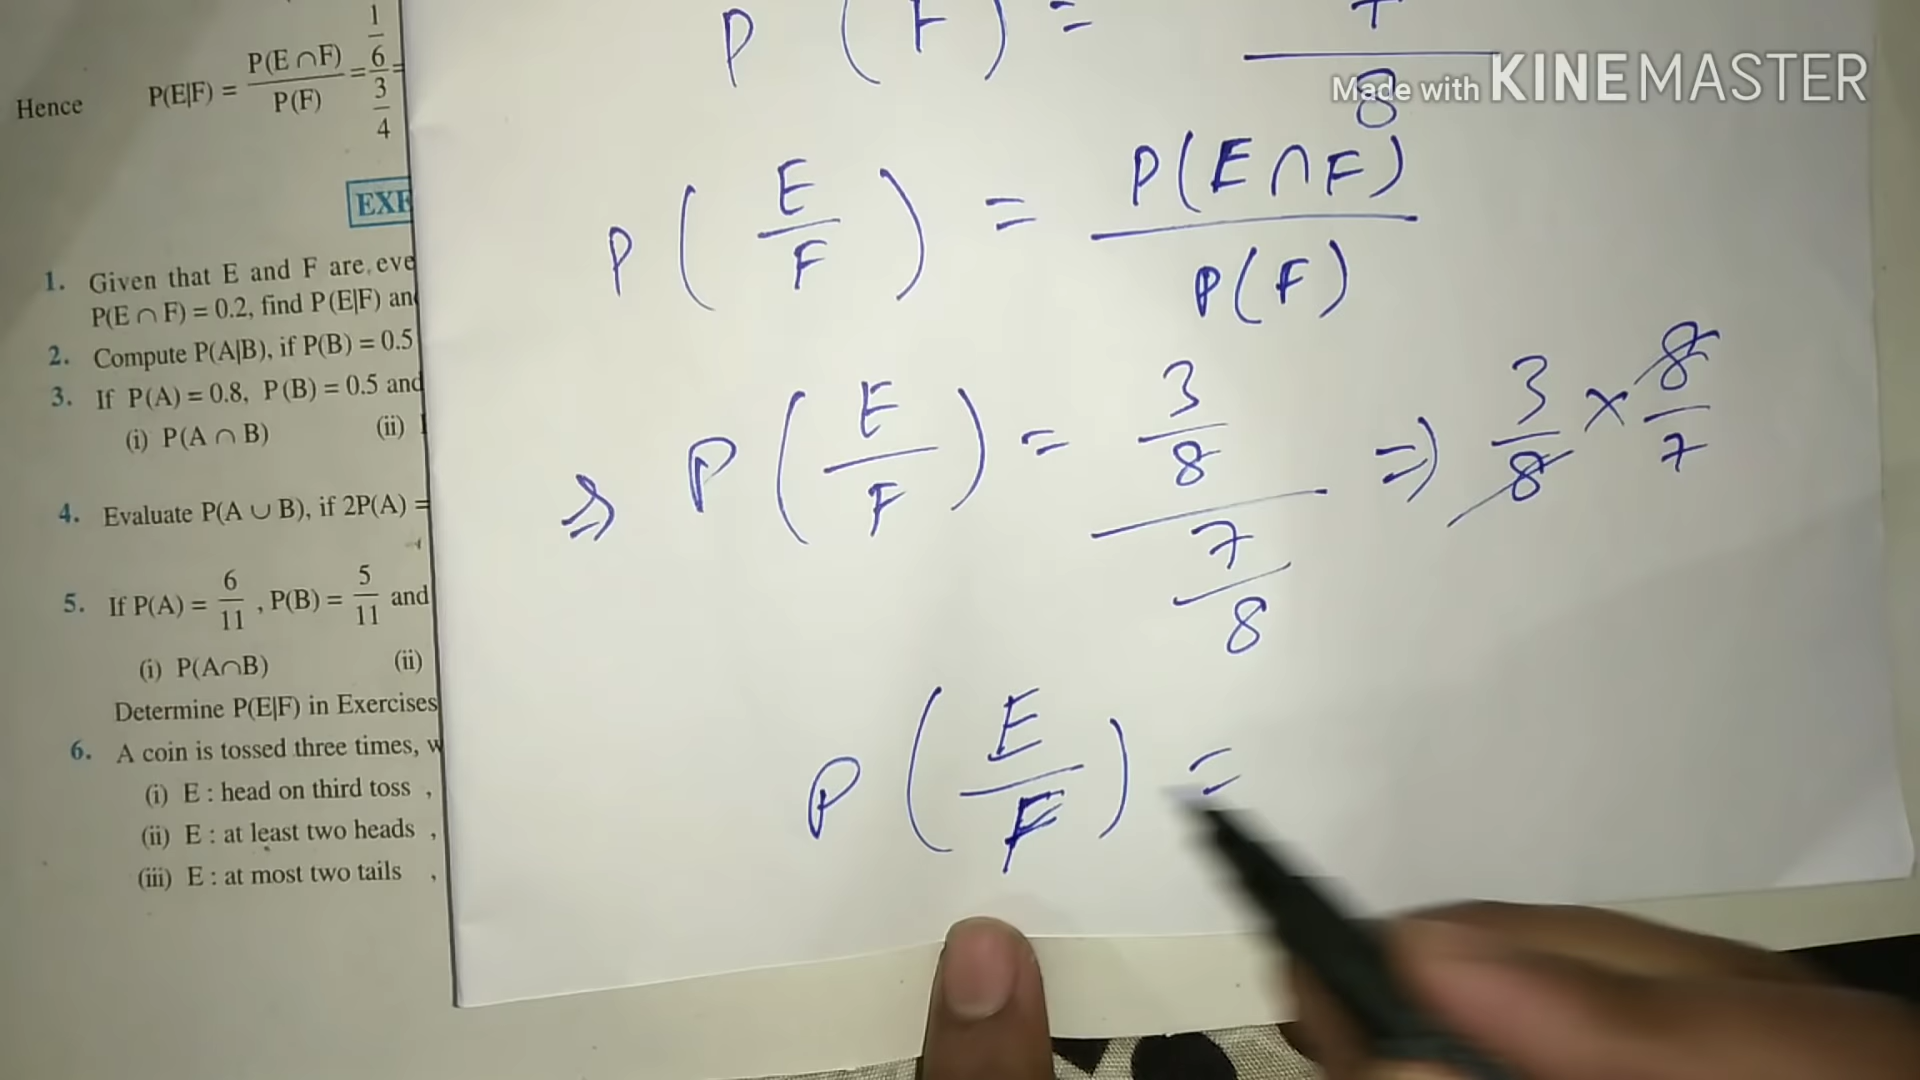 Hence P(E|F) = P(E ∩ F) / P(F) = 1/6 / 3/4 =
EXE
1. Given that E and F are eve
P(E ∩ F) = 0.2, find P(E|F) an
2. Compute P(A|B), if P(B) = 0.5
3. If P(A) = 0.8, P(B) = 0.5 and
(i) P(A ∩ B) (ii)
4. Evaluate P(A ∪ B), if 2P(A) =
5. If P(A) = 6/11 , P(B) = 5/11 and
(i) P(A∩B) (ii)
Determine P(E|F) in Exercises
6. A coin is tossed three times, w
(i) E : head on third toss ,
(ii) E : at least two heads ,
(iii) E : at most two tails ,
P ( F ) = 7/8
Made with KINEMASTER
P ( E/F ) = P(E ∩ F) / P(F)
⇒ P ( E/F ) = 3/8 / 7/8 ⇒ 3/8 × 8/7
P ( E/F ) =